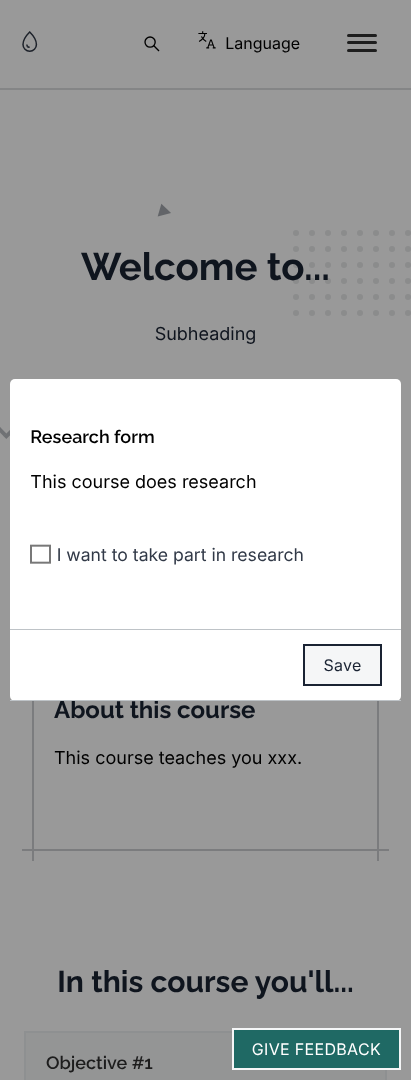 Language
Welcome to...
Subheading
Research form
This course does research
I want to take part in research
Save
About this course
This course teaches you xxx.
In this course you'll...
Objective #1
GIVE FEEDBACK